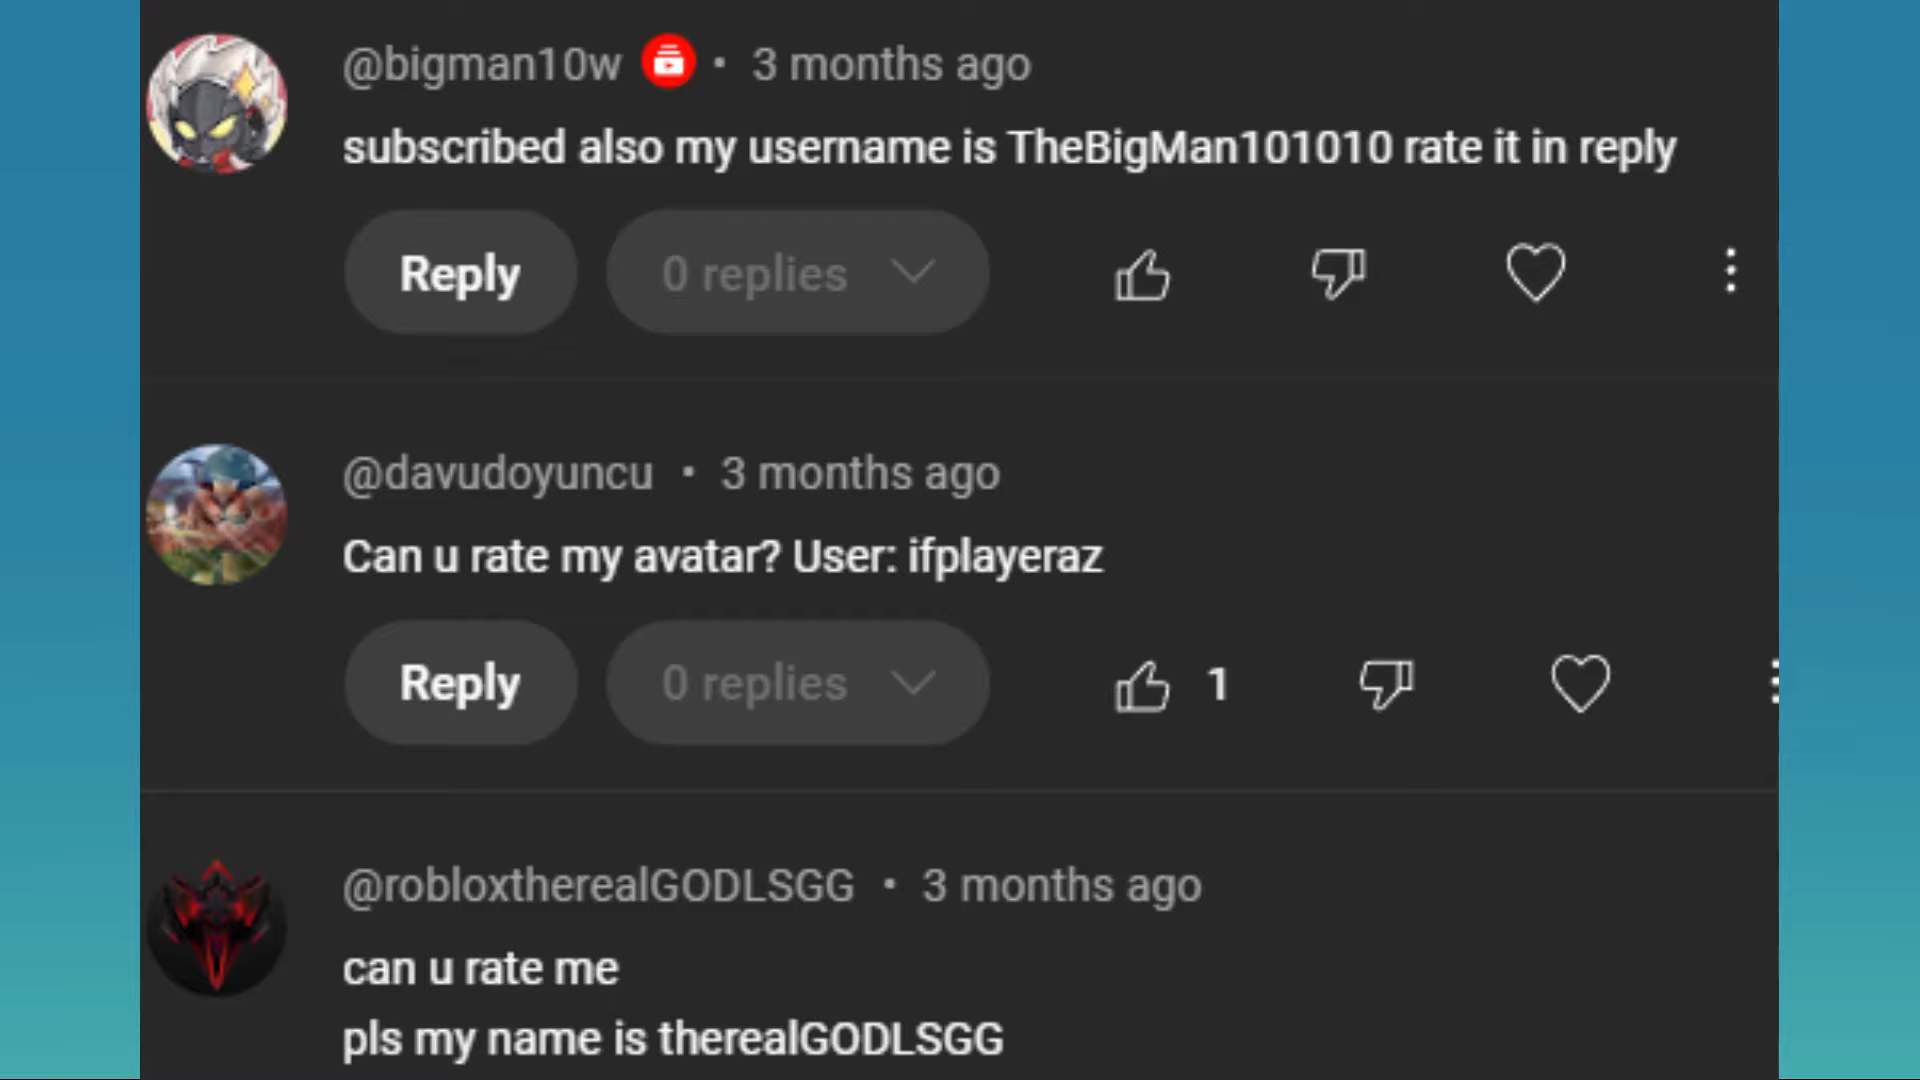 @bigman10w • 3 months ago
subscribed also my username is TheBigMan101010 rate it in reply
Reply 0 replies
@davudoyuncu • 3 months ago
Can u rate my avatar? User: ifplayeraz
Reply 0 replies 1
@robloxtherealGODLSGG • 3 months ago
can u rate me
pls my name is therealGODLSGG